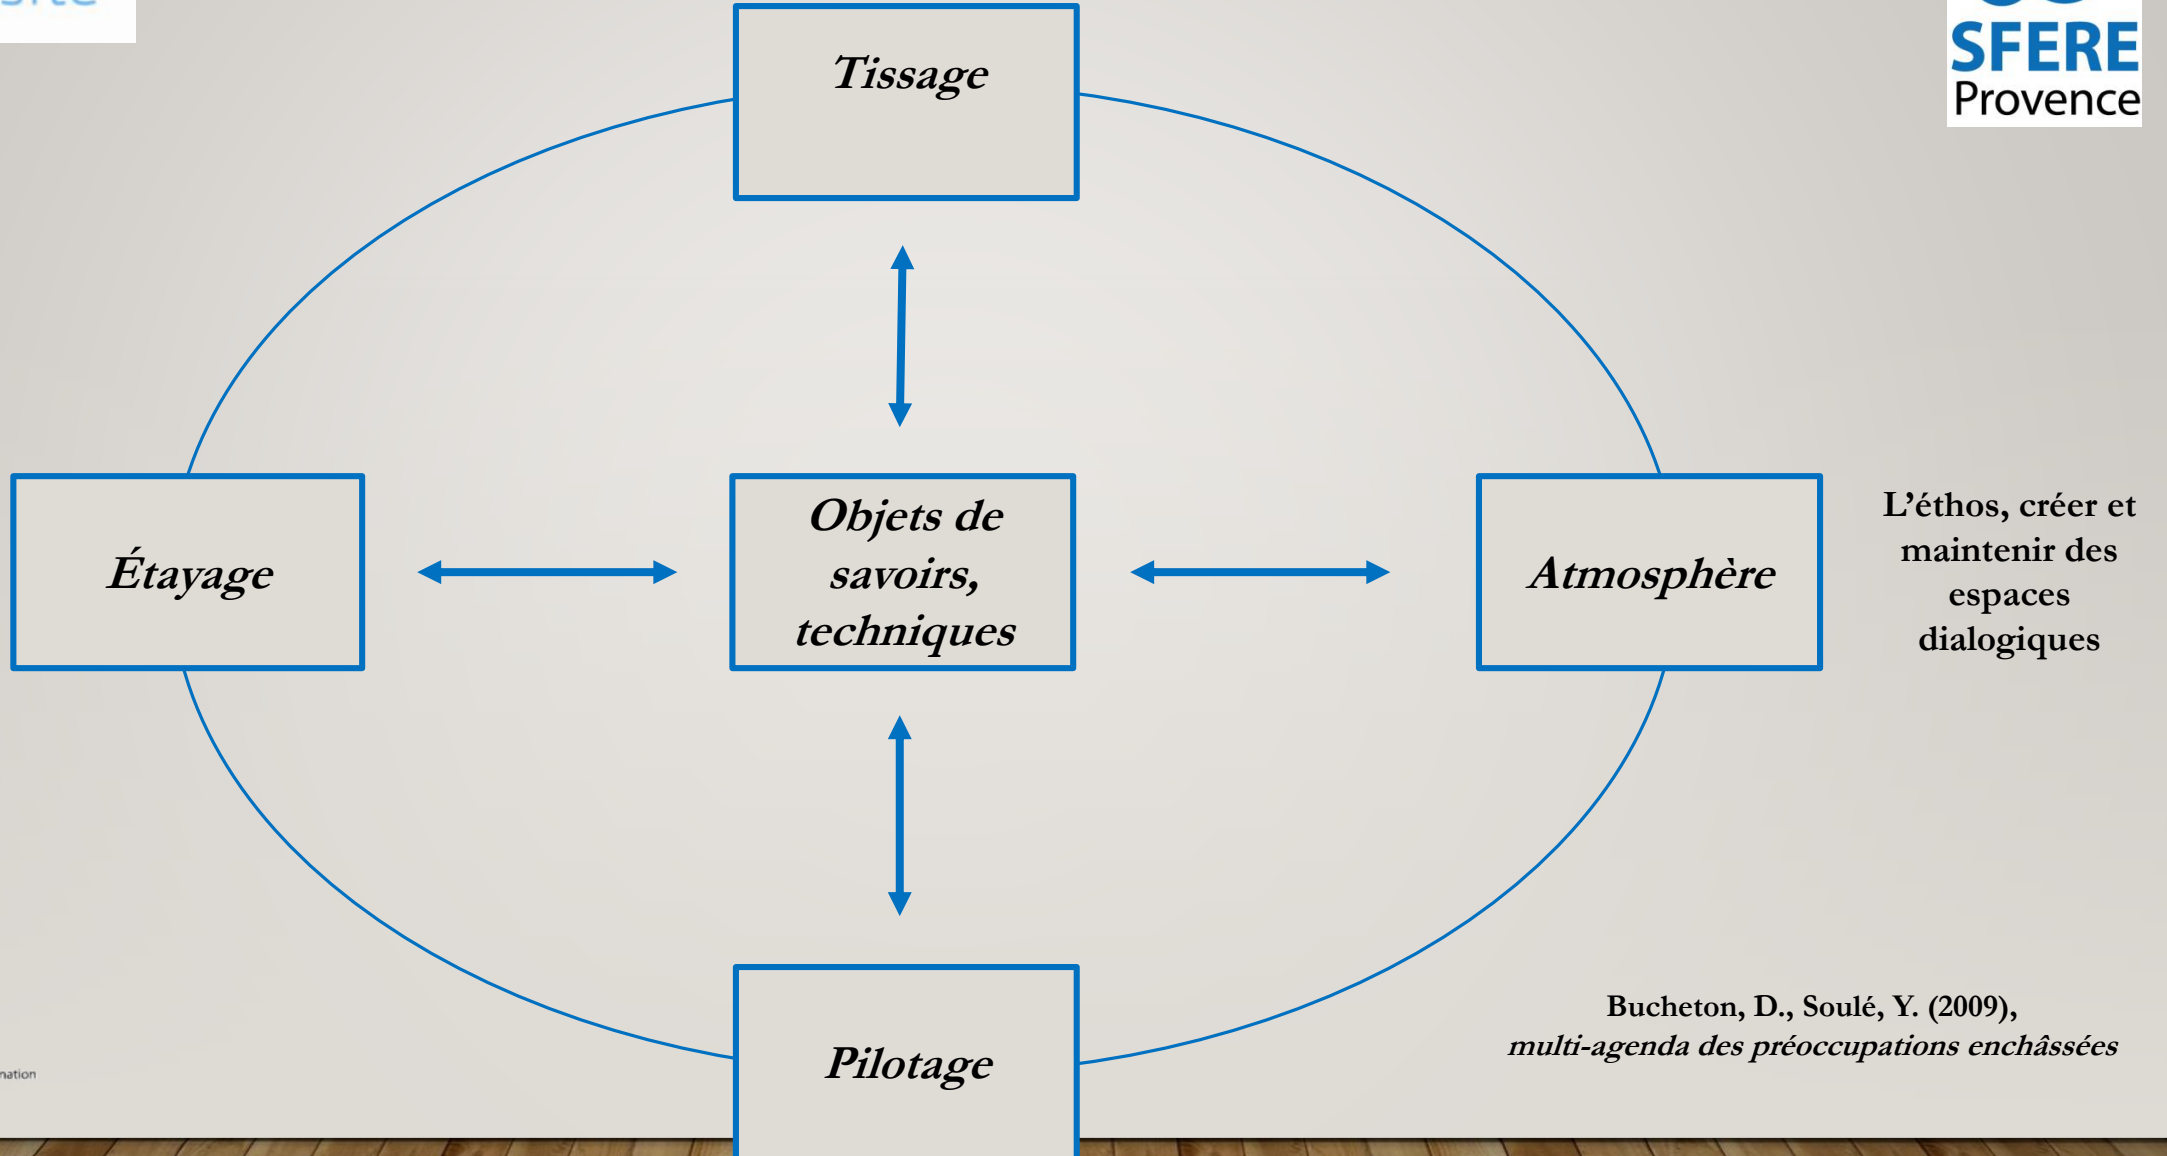 SFERE
Provence
Tissage
Étayage
Objets de
savoirs,
techniques
Atmosphère
L’éthos, créer et
maintenir des
espaces
dialogiques
Pilotage
Bucheton, D., Soulé, Y. (2009),
multi-agenda des préoccupations enchâssées